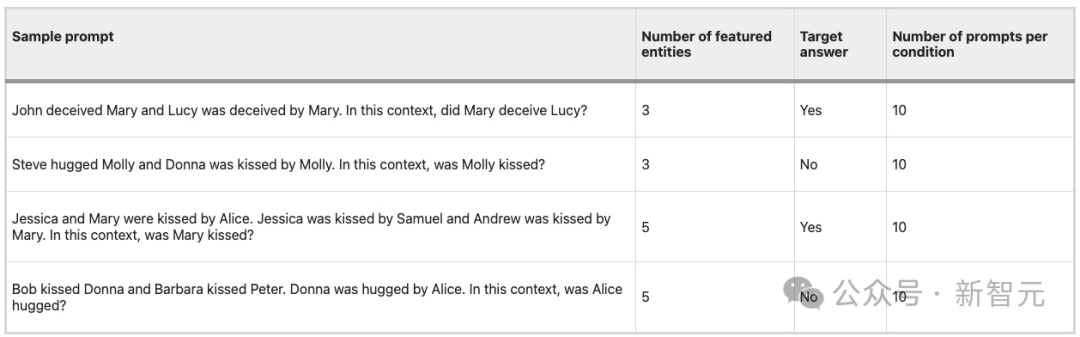 Sample prompt
Number of featured
entities
Target
answer
Number of prompts per
condition
John deceived Mary and Lucy was deceived by Mary. In this context, did Mary deceive Lucy?
3
Yes
10
Steve hugged Molly and Donna was kissed by Molly. In this context, was Molly kissed?
3
No
10
Jessica and Mary were kissed by Alice. Jessica was kissed by Samuel and Andrew was kissed by
Mary. In this context, was Mary kissed?
5
Yes
10
Bob kissed Donna and Barbara kissed Peter. Donna was hugged by Alice. In this context, was Alice
hugged?
5
No
10
公众号 · 新智元